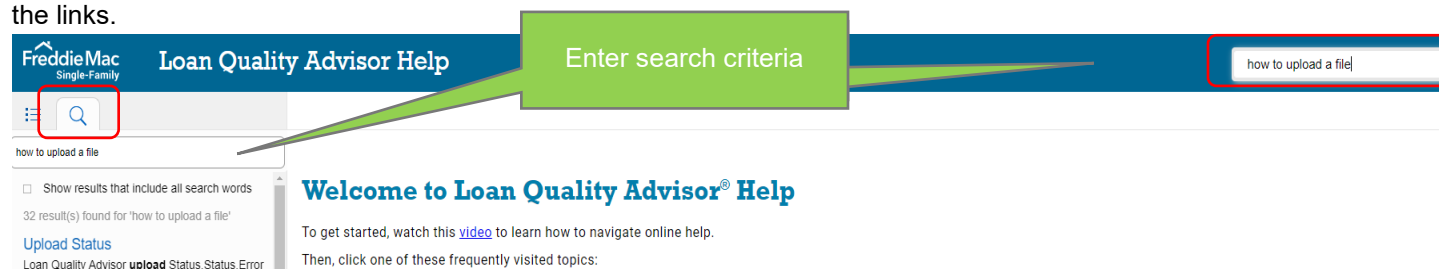 the links.
Freddie Mac
Single-Family
Loan Quality Advisor Help
Enter search criteria
how to upload a file
how to upload a file
Show results that include all search words
32 result(s) found for 'how to upload a file'
Upload Status
Loan Quality Advisor upload Status.Status.Error
Welcome to Loan Quality Advisor® Help
To get started, watch this video to learn how to navigate online help.
Then, click one of these frequently visited topics: